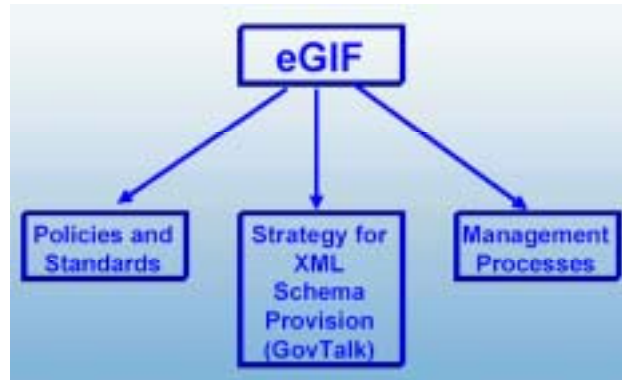 eGIF
Policies and
Standards
Strategy for
XML
Schema
Provision
(GovTalk)
Management
Processes